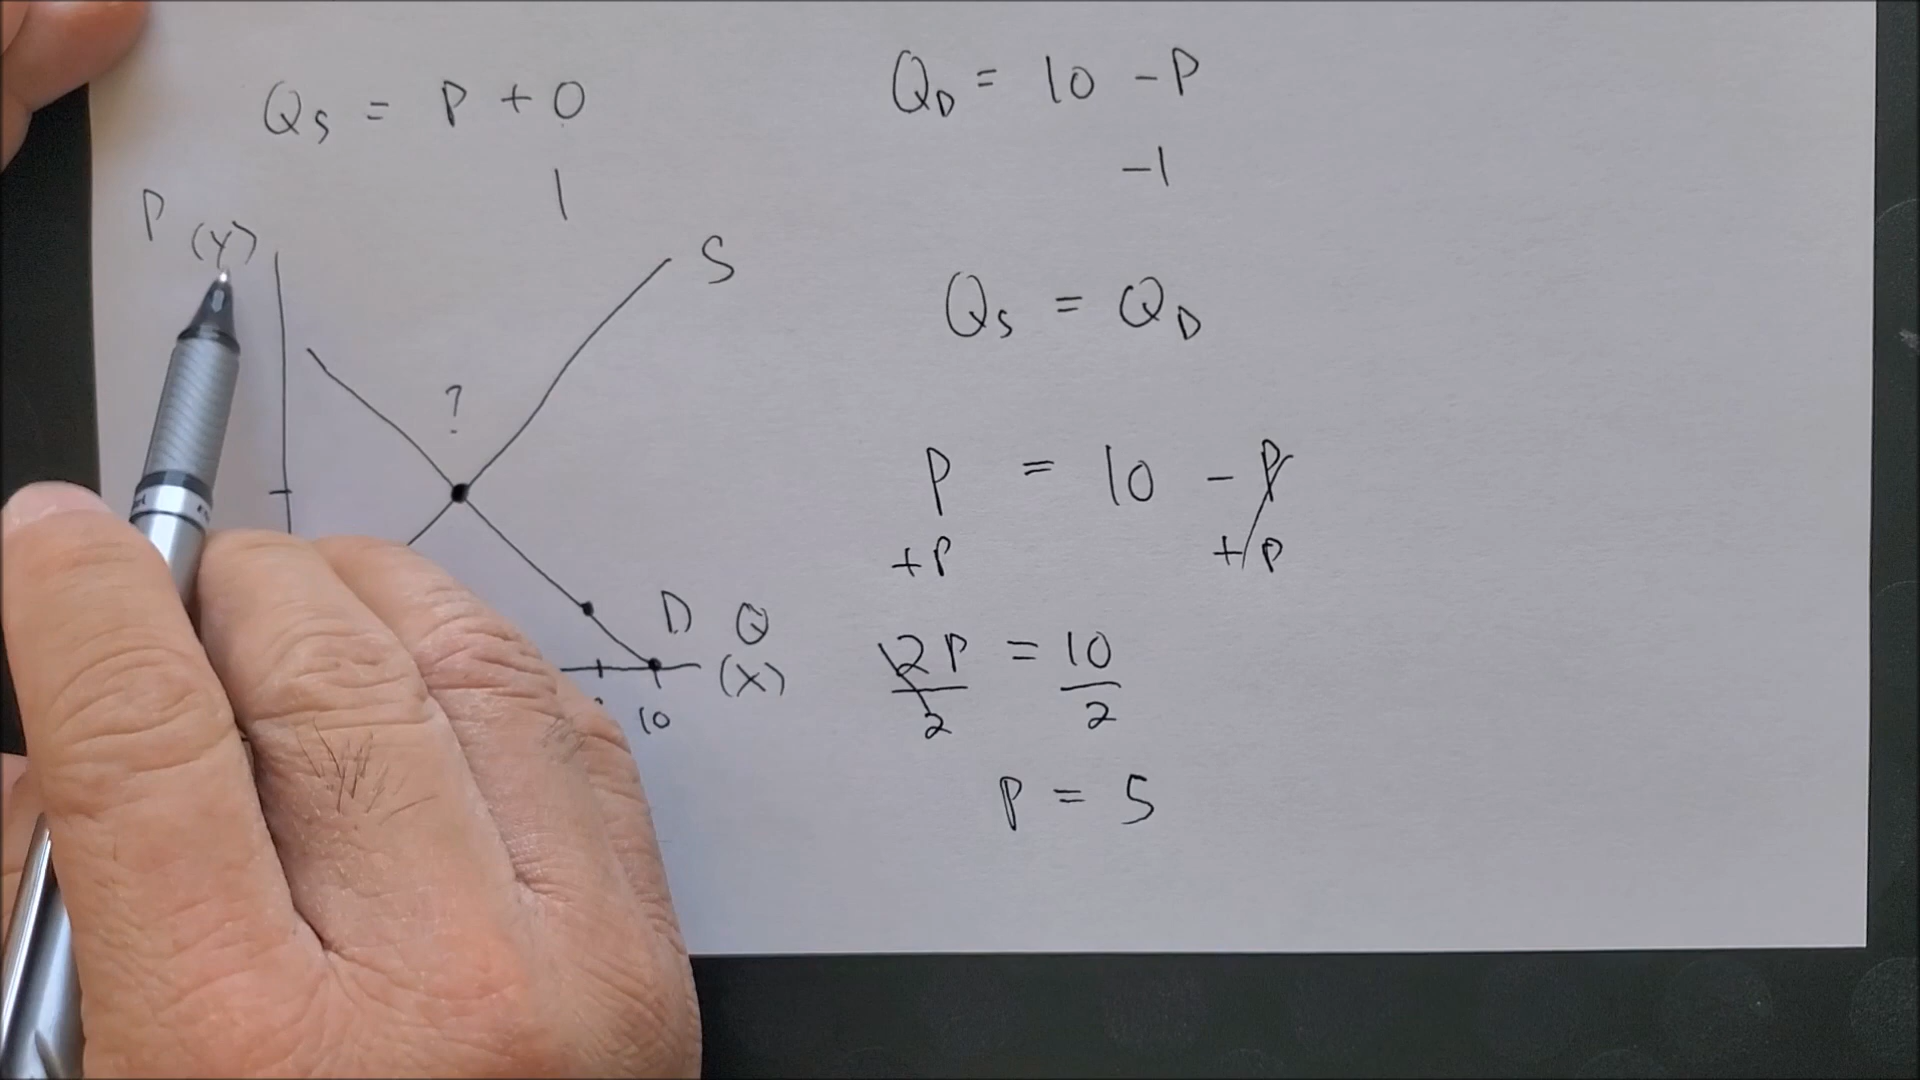 Qs = P + 0
1
P (Y)
S
?
D Q
(X)
10
QD = 10 - P
-1
Qs = QD
P = 10 - P
+P +P
2P = 10
2 2
P = 5